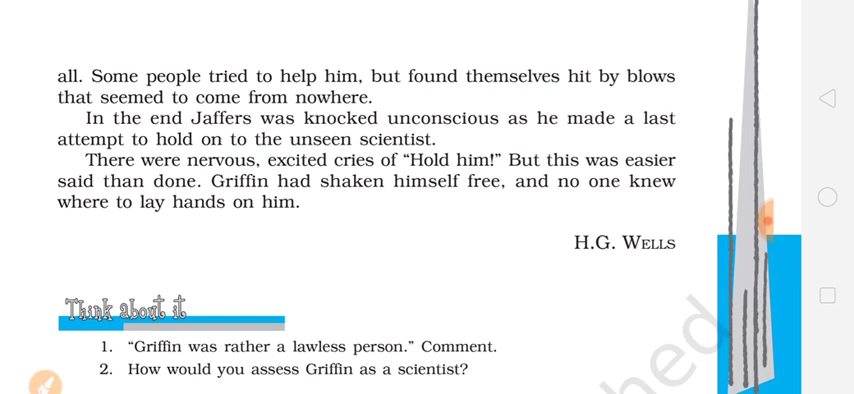 all. Some people tried to help him, but found themselves hit by blows
that seemed to come from nowhere.
In the end Jaffers was knocked unconscious as he made a last
attempt to hold on to the unseen scientist.
There were nervous, excited cries of “Hold him!” But this was easier
said than done. Griffin had shaken himself free, and no one knew
where to lay hands on him.
H.G. WELLS
Think about it
1. “Griffin was rather a lawless person.” Comment.
2. How would you assess Griffin as a scientist?